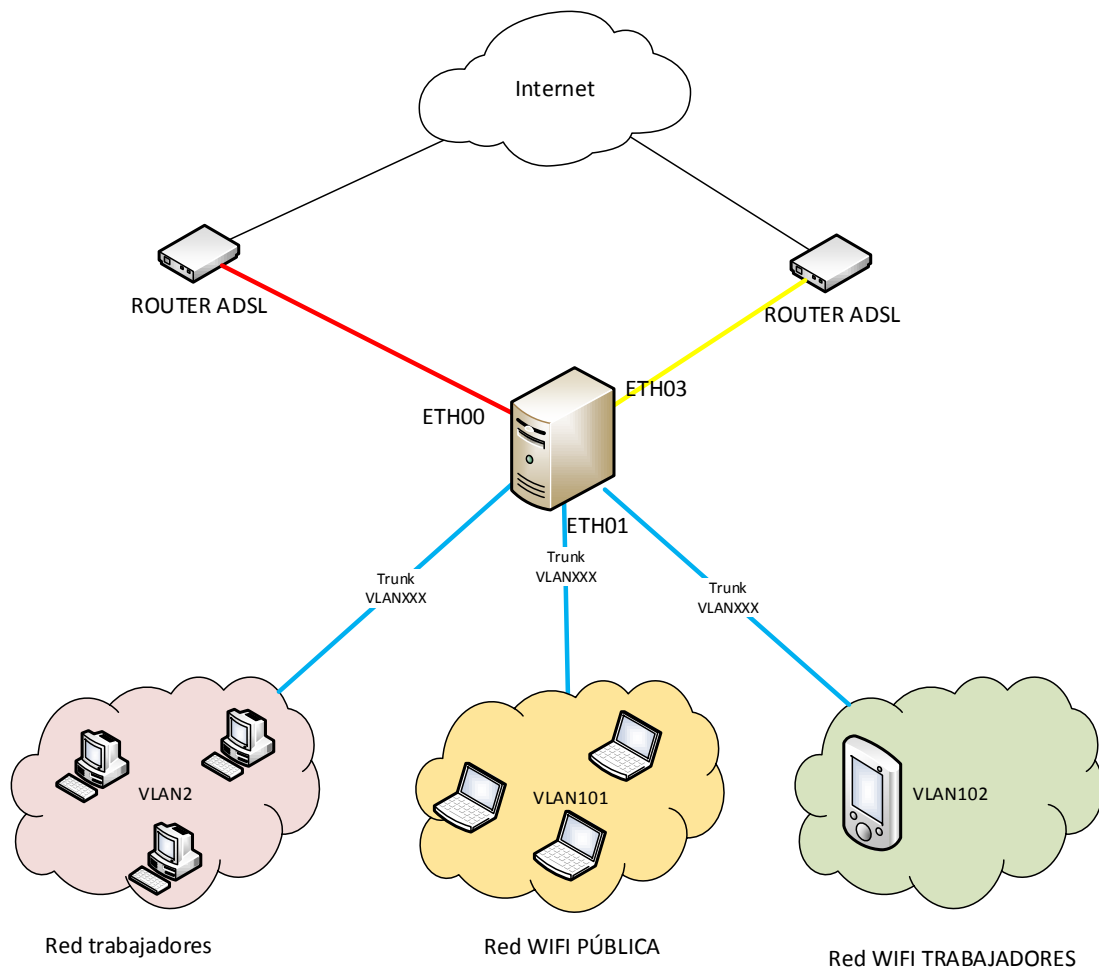 Internet
ROUTER ADSL
ROUTER ADSL
ETH03
ETH00
ETH01
Trunk
VLANXXX
Trunk
VLANXXX
Trunk
VLANXXX
VLAN2
VLAN101
VLAN102
Red trabajadores
Red WIFI PÚBLICA
Red WIFI TRABAJADORES